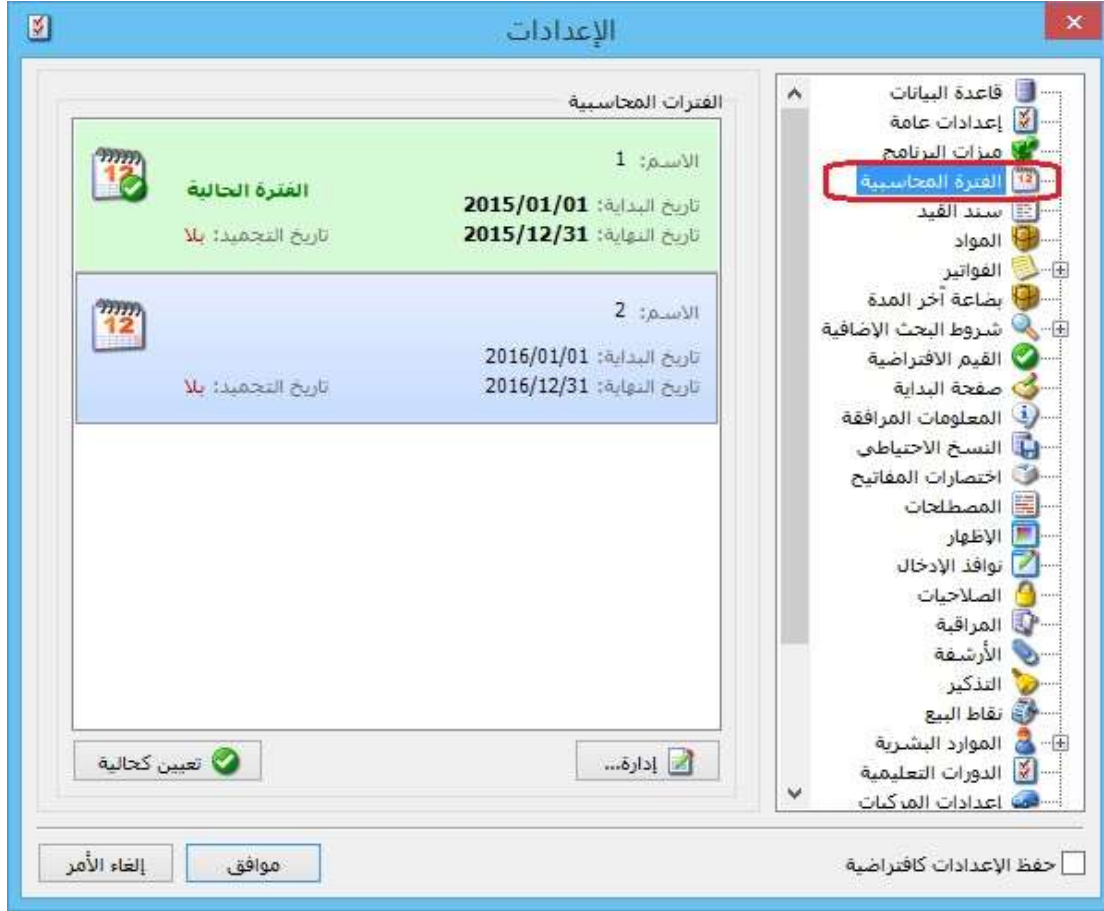 الإعدادات
قاعدة البيانات
إعدادات عامة
ميزات البرنامج
الفترة المحاسبية
سند القيد
المواد
الفواتير
بضاعة آخر المدة
شروط البحث الإضافية
القيم الافتراضية
صفحة البداية
المعلومات المرافقة
النسخ الاحتياطي
اختصارات المفاتيح
المصطلحات
الإظهار
نوافذ الإدخال
الصلاحيات
المراقبة
الأرشفة
التذكير
نقاط البيع
الموارد البشرية
الدورات التعليمية
إعدادات المركبات
الفترات المحاسبية
الاسم: 1
الفترة الحالية
تاريخ البداية: 2015/01/01
تاريخ النهاية: 2015/12/31 تاريخ التجميد: بلا
الاسم: 2
تاريخ البداية: 2016/01/01
تاريخ النهاية: 2016/12/31 تاريخ التجميد: بلا
إدارة... تعيين كحالية
حفظ الإعدادات كافتراضية موافق إلغاء الأمر